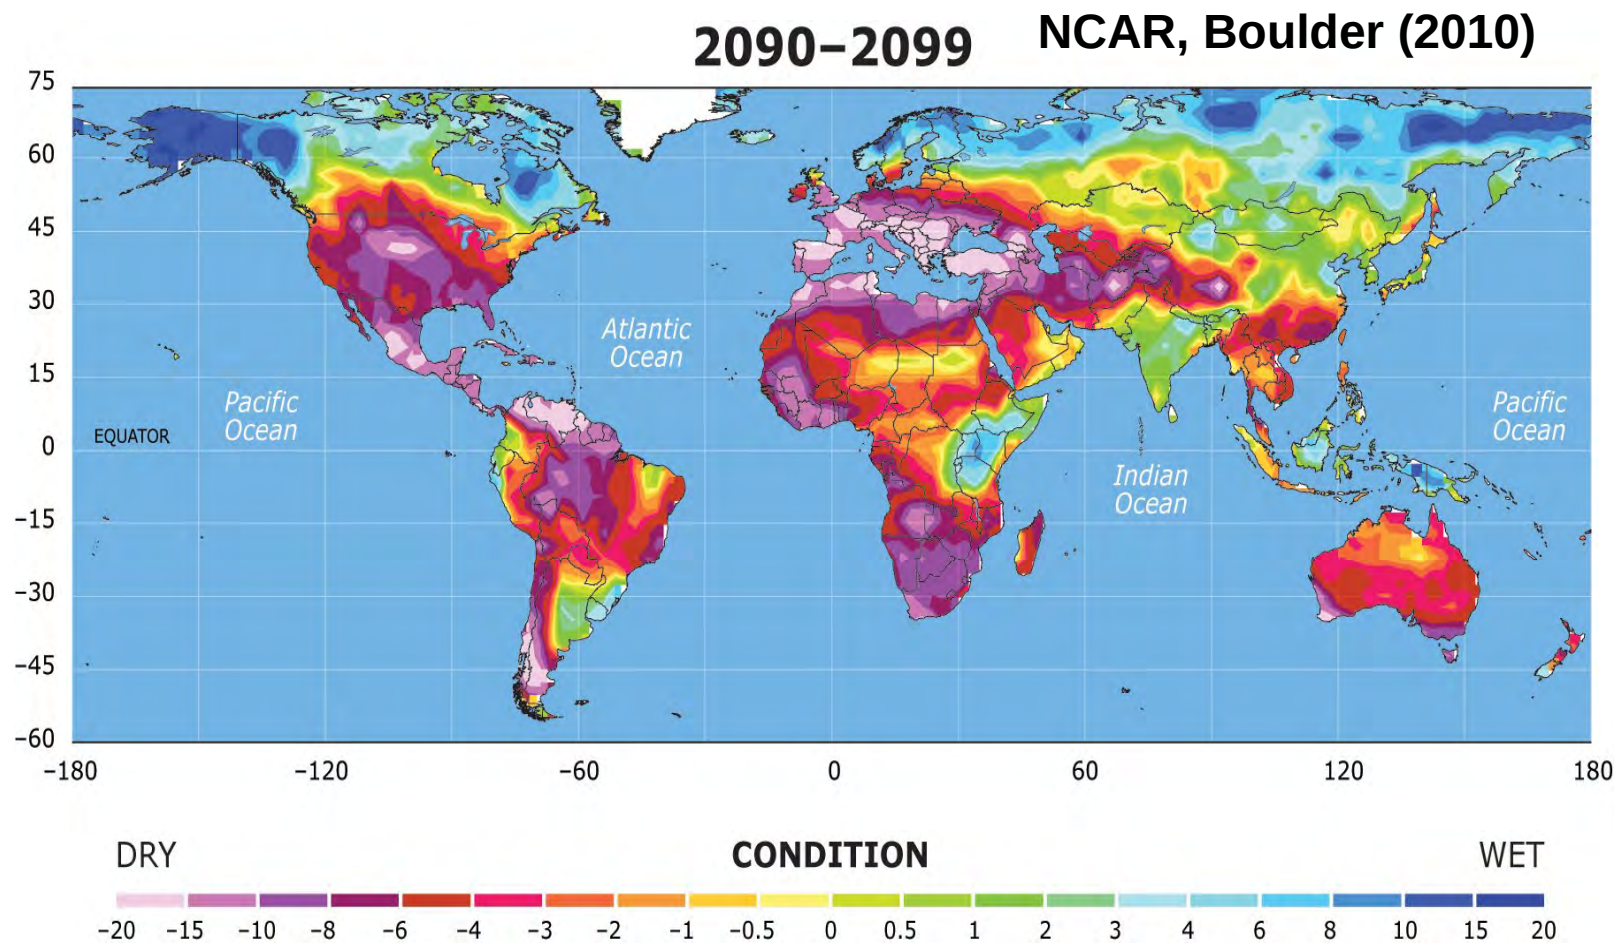 NCAR, Boulder (2010)
2090–2099
75
60
45
30
15
0
–15
–30
–45
–60
Atlantic
Ocean
Pacific
Ocean
EQUATOR
Indian
Ocean
Pacific
Ocean
–180 –120 –60 0 60 120 180
DRY CONDITION WET
–20 –15 –10 –8 –6 –4 –3 –2 –1 –0.5 0 0.5 1 2 3 4 6 8 10 15 20